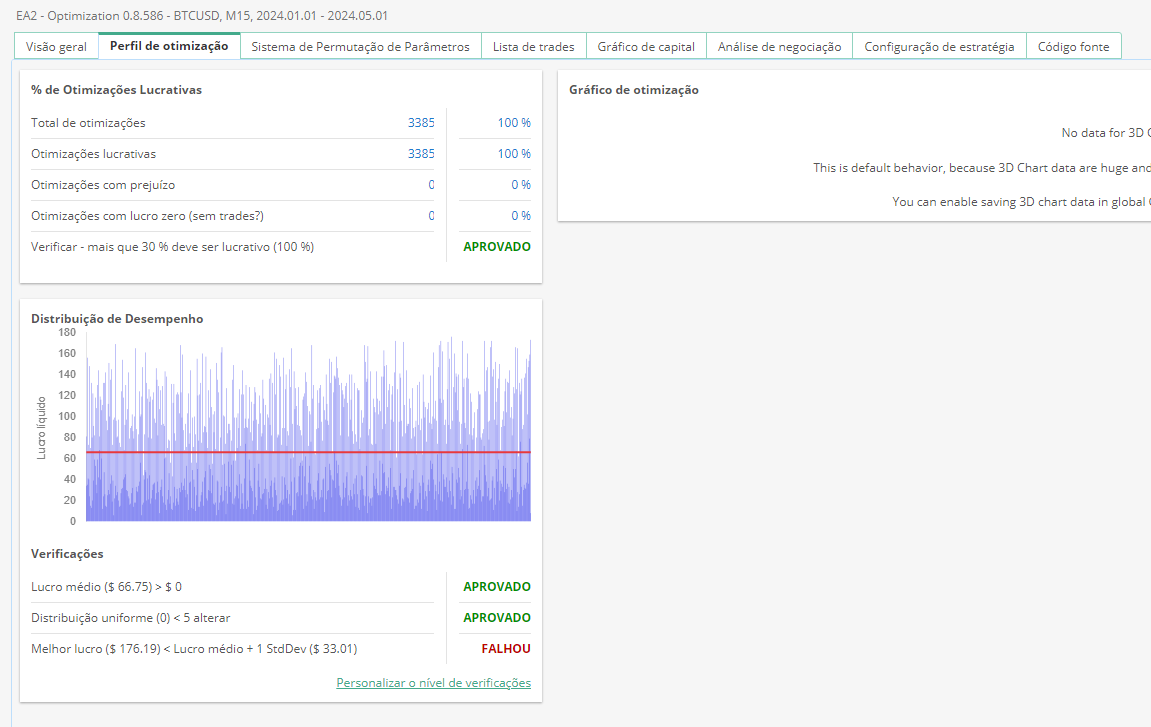 EA2 - Optimization 0.8.586 - BTCUSD, M15, 2024.01.01 - 2024.05.01
Visão geral Perfil de otimização Sistema de Permutação de Parâmetros Lista de trades Gráfico de capital Análise de negociação Configuração de estratégia Código fonte
% de Otimizações Lucrativas
Total de otimizações 3385 100 %
Otimizações lucrativas 3385 100 %
Otimizações com prejuízo 0 0 %
Otimizações com lucro zero (sem trades?) 0 0 %
Verificar - mais que 30 % deve ser lucrativo (100 %) APROVADO
Gráfico de otimização
No data for 3D C
This is default behavior, because 3D Chart data are huge and
You can enable saving 3D chart data in global
Distribuição de Desempenho
180
160
140
120
100
80
60
40
20
0
Lucro líquido
Verificações
Lucro médio ($ 66.75) > $ 0 APROVADO
Distribuição uniforme (0) < 5 alterar APROVADO
Melhor lucro ($ 176.19) < Lucro médio + 1 StdDev ($ 33.01) FALHOU
Personalizar o nível de verificações